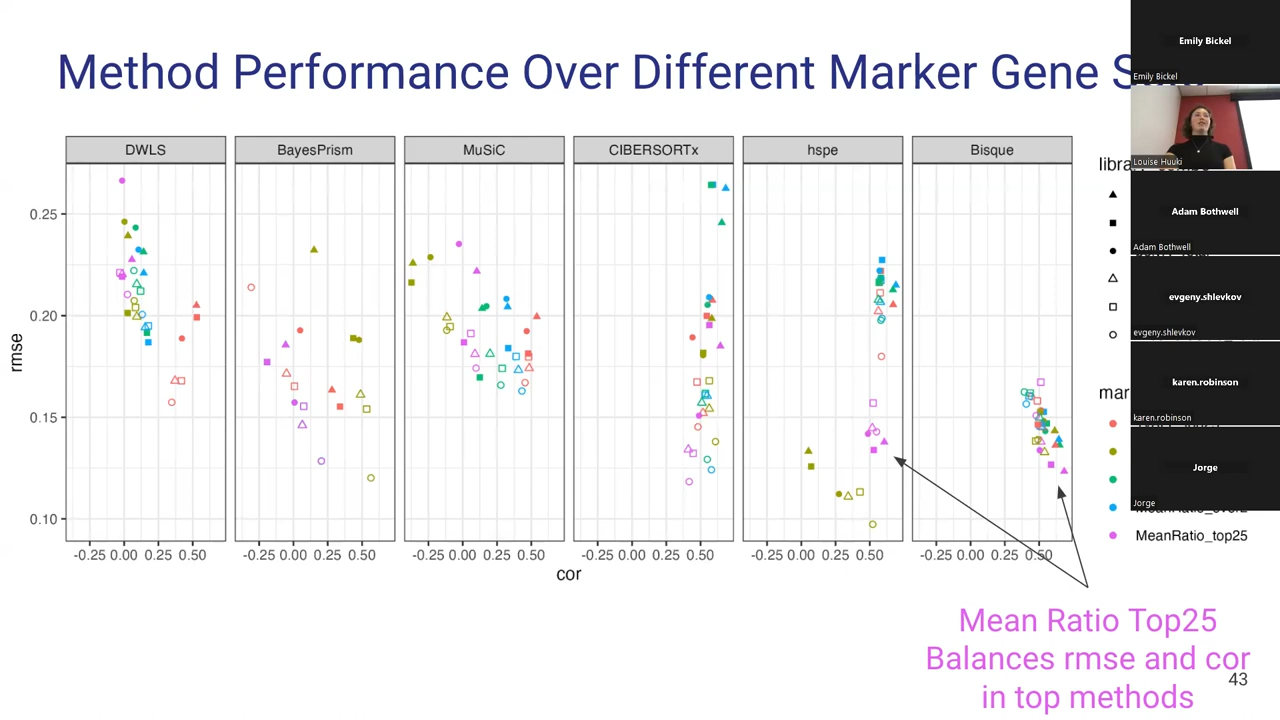 Method Performance Over Different Marker Gene S
DWLS
BayesPrism
MuSiC
CIBERSORTx
hspe
Bisque
rmse
0.25
0.20
0.15
0.10
-0.25 0.00 0.25 0.50
-0.25 0.00 0.25 0.50
-0.25 0.00 0.25 0.50
-0.25 0.00 0.25 0.50
-0.25 0.00 0.25 0.50
-0.25 0.00 0.25 0.50
cor
MeanRatio_top25
Mean Ratio Top25
Balances rmse and cor
in top methods
43
Emily Bickel
Emily Bickel
Louise Huuki
Adam Bothwell
Adam Bothwell
evgeny.shlevkov
evgeny.shlevkov
karen.robinson
karen.robinson
Jorge
Jorge